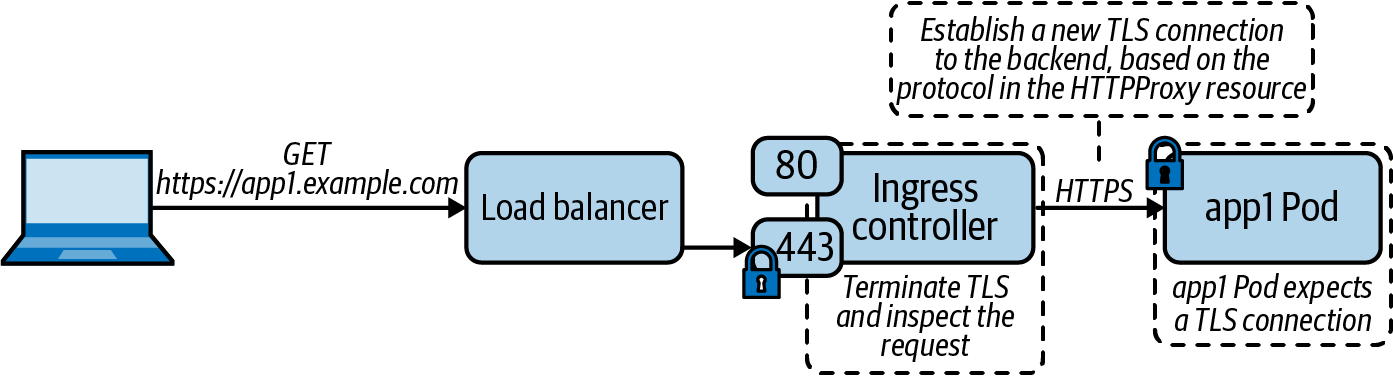 Establish a new TLS connection
to the backend, based on the
protocol in the HTTPProxy resource
GET
https://app1.example.com
Load balancer
80
443
Ingress
controller
Terminate TLS
and inspect the
request
HTTPS
app1 Pod
app1 Pod expects
a TLS connection